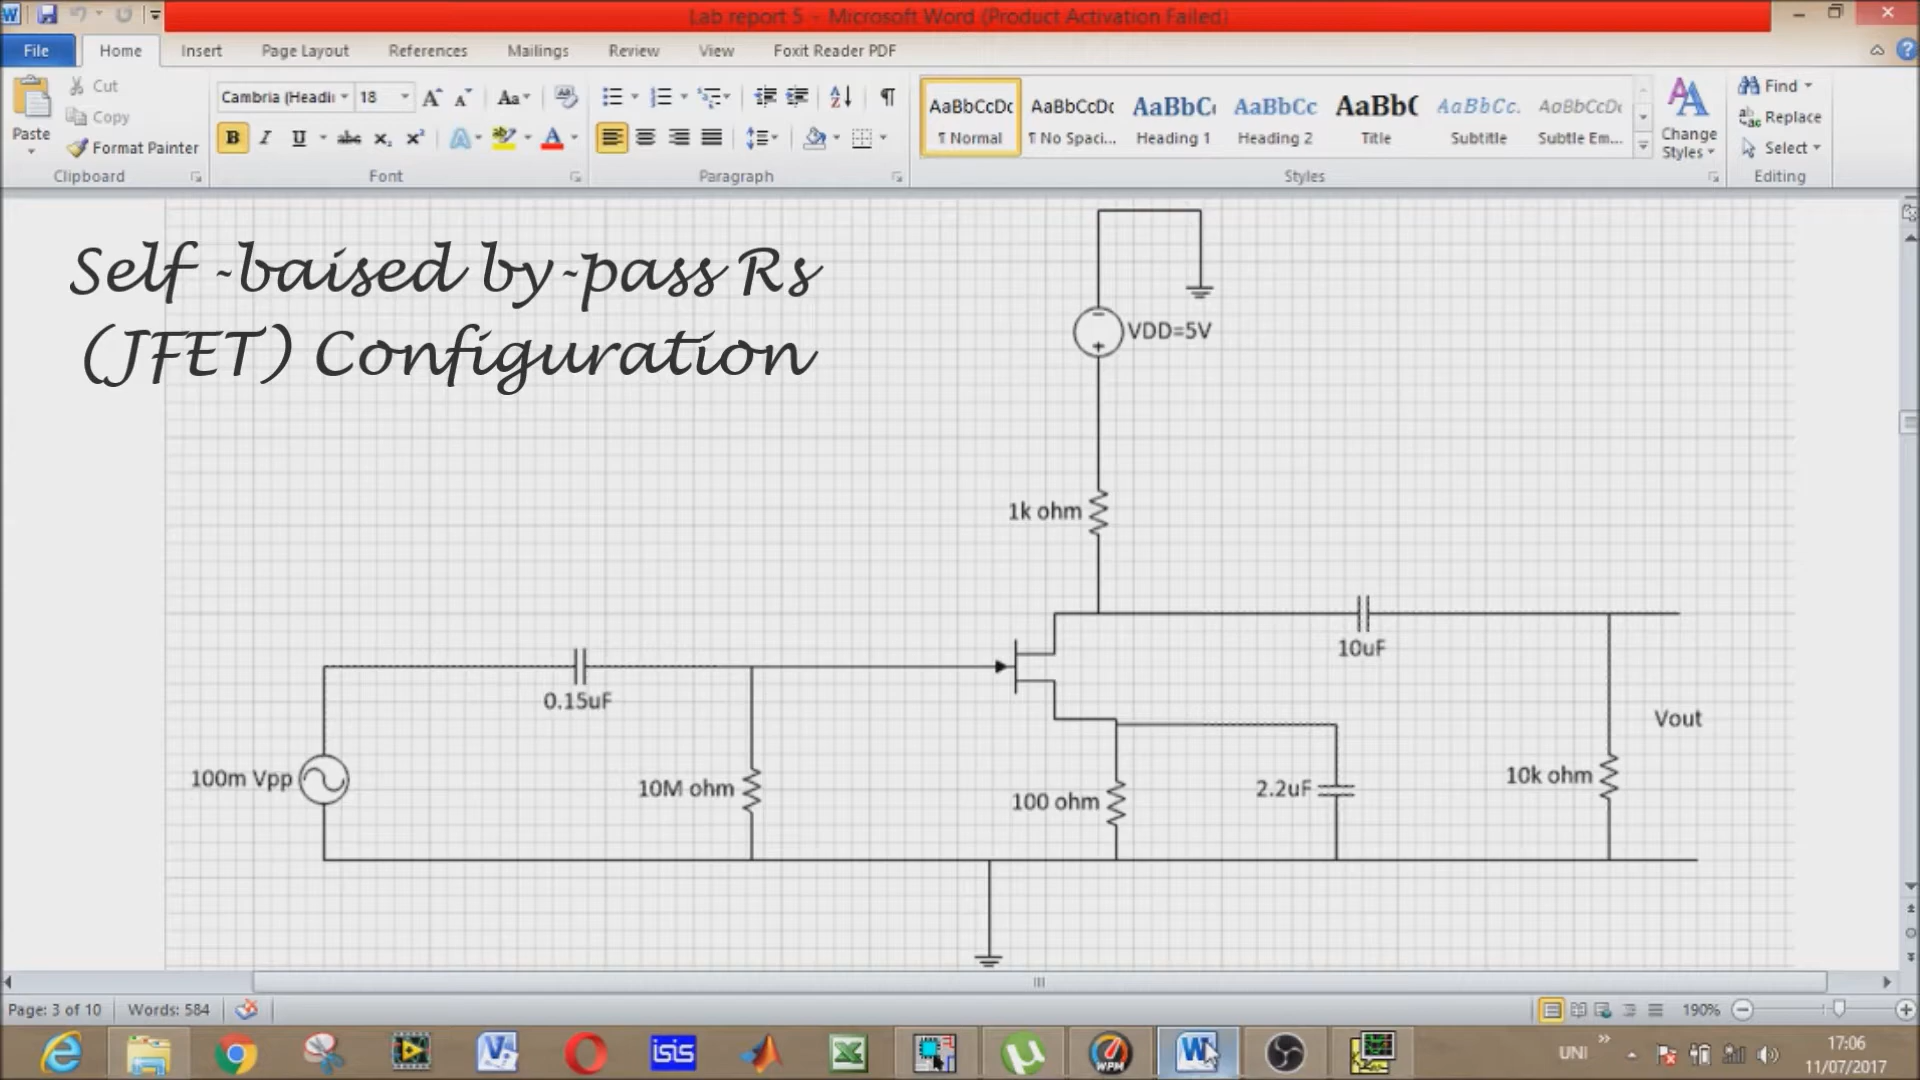 Lab report 5 - Microsoft Word (Product Activation Failed)
File Home Insert Page Layout References Mailings Review View Foxit Reader PDF
Paste
Cut
Copy
Format Painter
Clipboard
Cambria (Headi 18
Font
Paragraph
AaBbCcDc AaBbCcDc AaBbC AaBbCc AaBbC AaBbCc. AaBbCcD
¶ Normal ¶ No Spaci... Heading 1 Heading 2 Title Subtitle Subtle Em...
Change
Styles
Styles
Find
Replace
Select
Editing
Self -baised by-pass Rs
(JFET) Configuration
VDD=5V
1k ohm
10uF
0.15uF
Vout
100m Vpp
10M ohm
100 ohm
2.2uF
10k ohm
Page: 3 of 10 Words: 584
190%
isis
WPM
UNI
17:06
11/07/2017